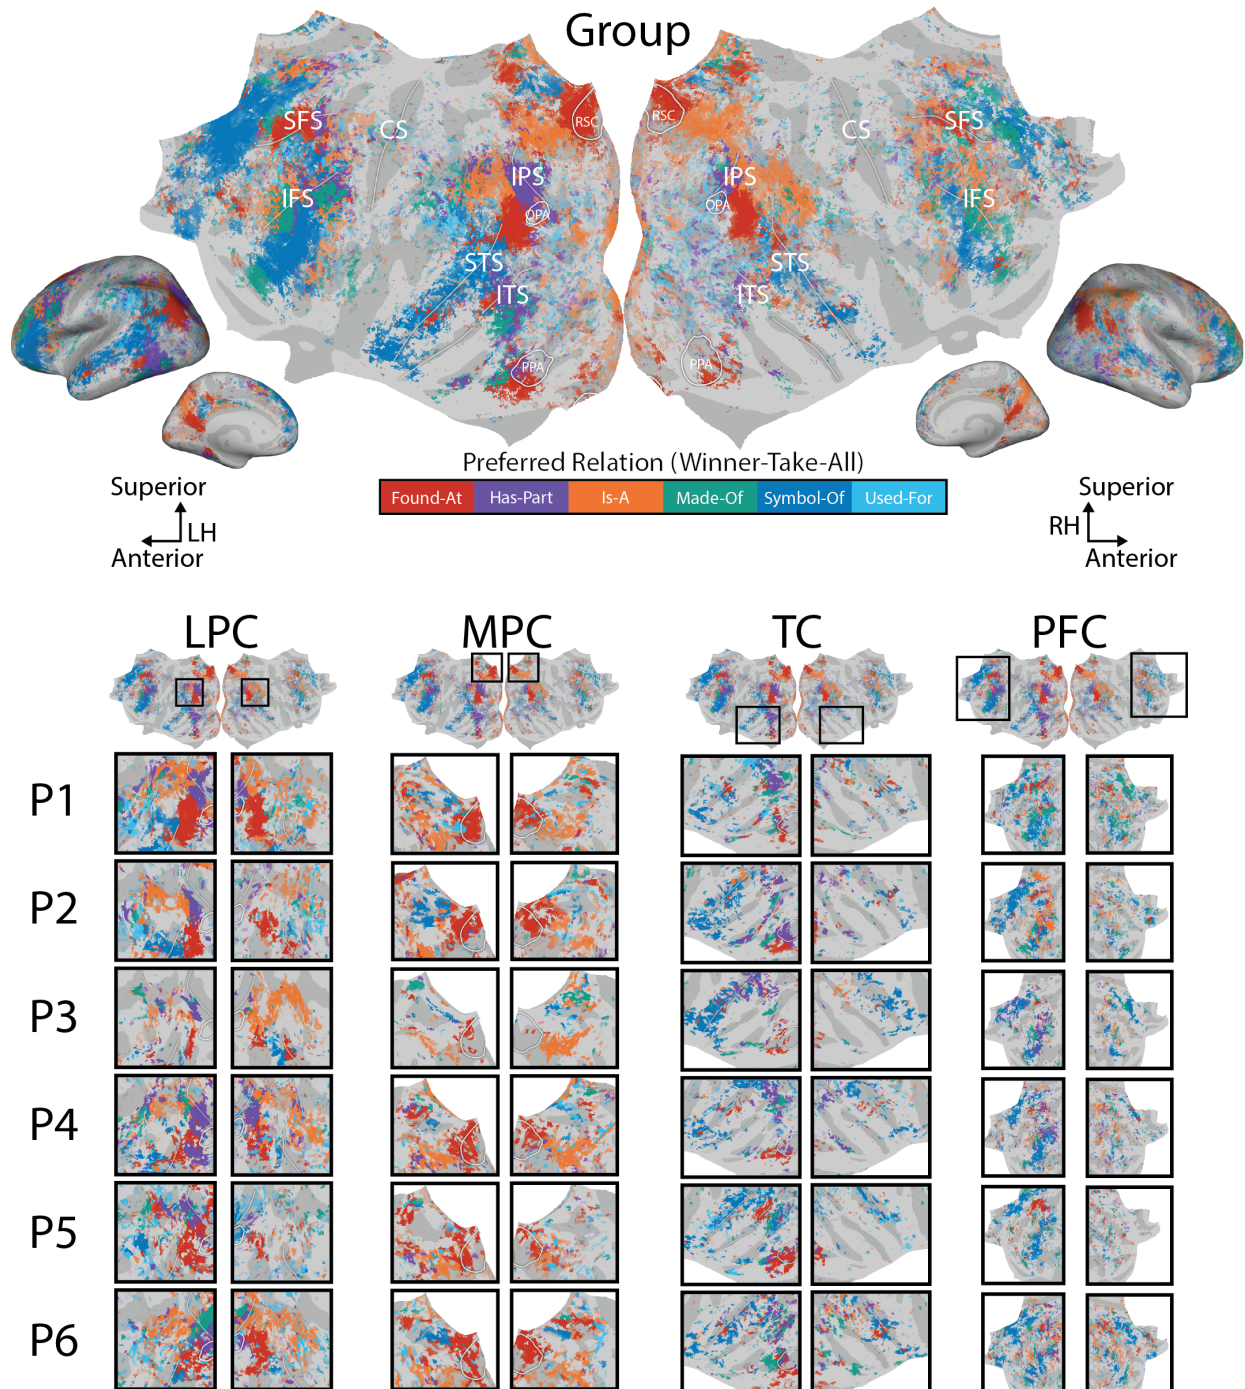 Group
RSC RSC
SFS CS CS SFS
IPS IPS
IFS OPA OPA IFS
STS STS
ITS ITS
PPA PPA
Preferred Relation (Winner-Take-All)
Found-At Has-Part Is-A Made-Of Symbol-Of Used-For
Superior
LH
Anterior
Superior
RH
Anterior
LPC MPC TC PFC
P1
P2
P3
P4
P5
P6